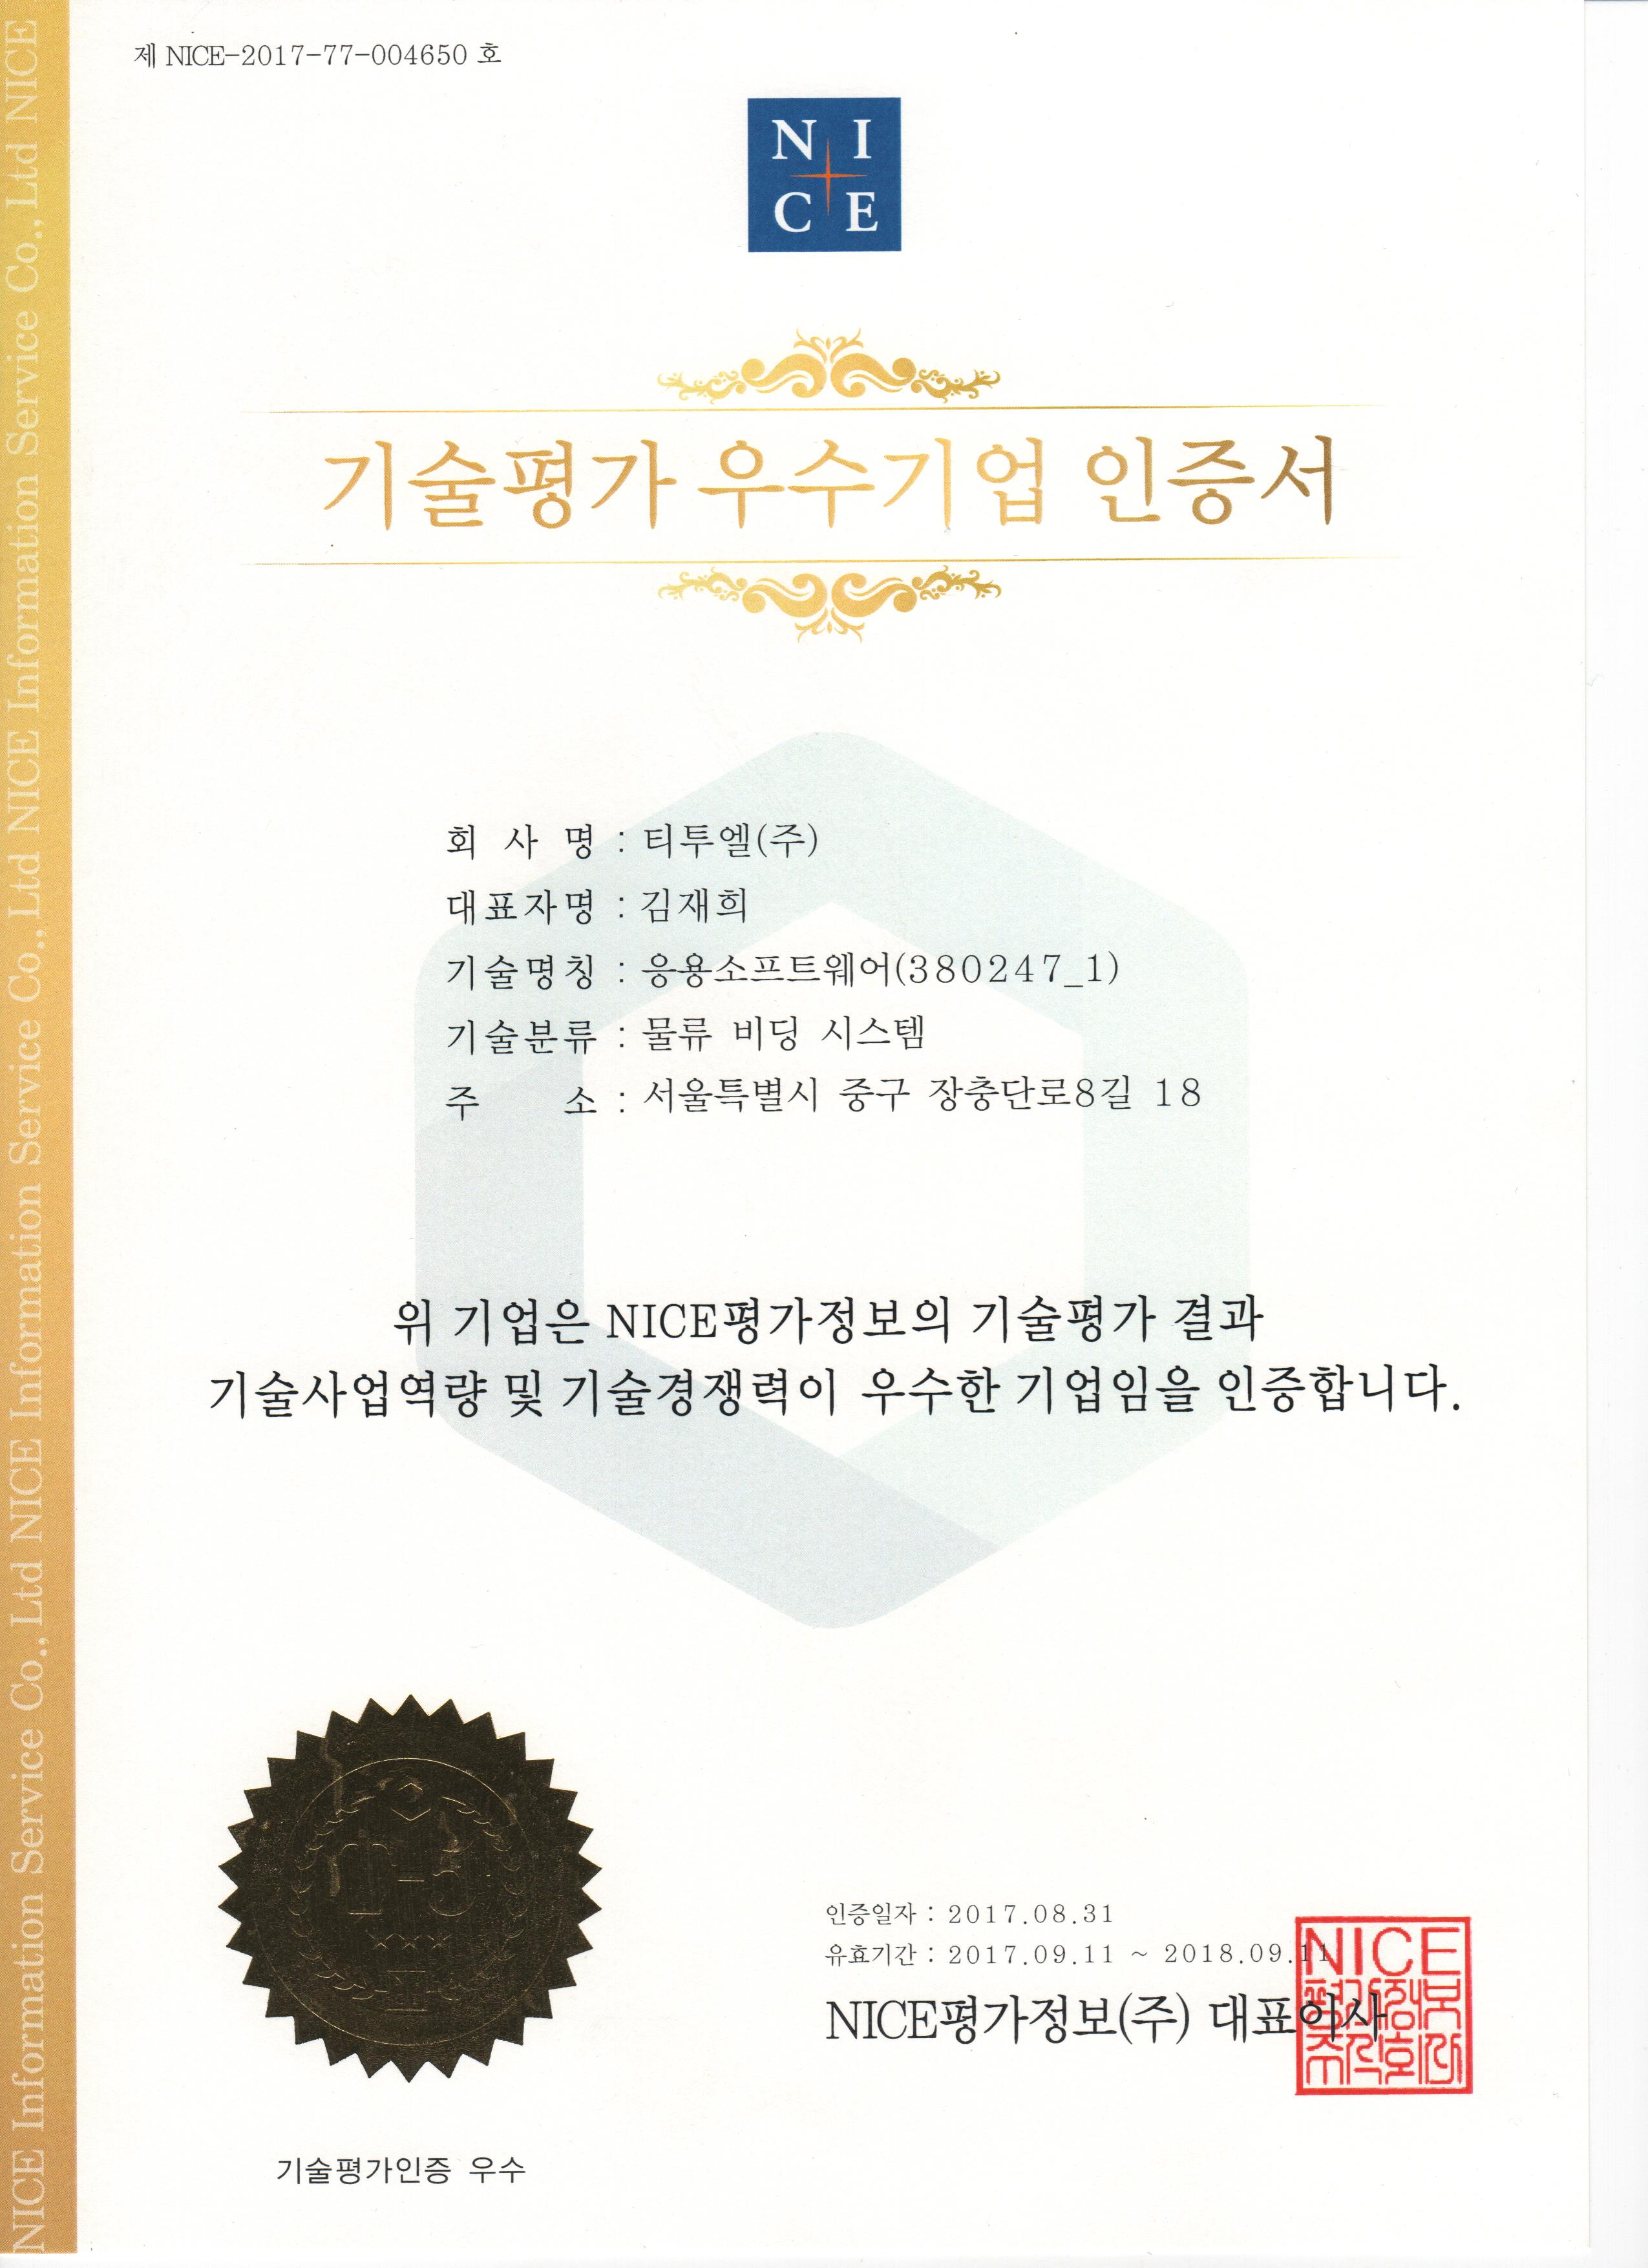 제 NICE-2017-77-004650 호
N I
C E
기술평가 우수기업 인증서
회 사 명 : 티투엘(주)
대표자명 : 김재희
기술명칭 : 응용소프트웨어(380247_1)
기술분류 : 물류 비딩 시스템
주 소 : 서울특별시 중구 장충단로8길 18
위 기업은 NICE평가정보의 기술평가 결과
기술사업역량 및 기술경쟁력이 우수한 기업임을 인증합니다.
인증일자 : 2017.08.31
유효기간 : 2017.09.11 ~ 2018.09.11
NICE평가정보(주) 대표이사
NICE
평가정보
주식회사
기술평가인증 우수
NICE Information Service Co., Ltd NICE Information Service Co., Ltd NICE Information Service Co., Ltd NICE